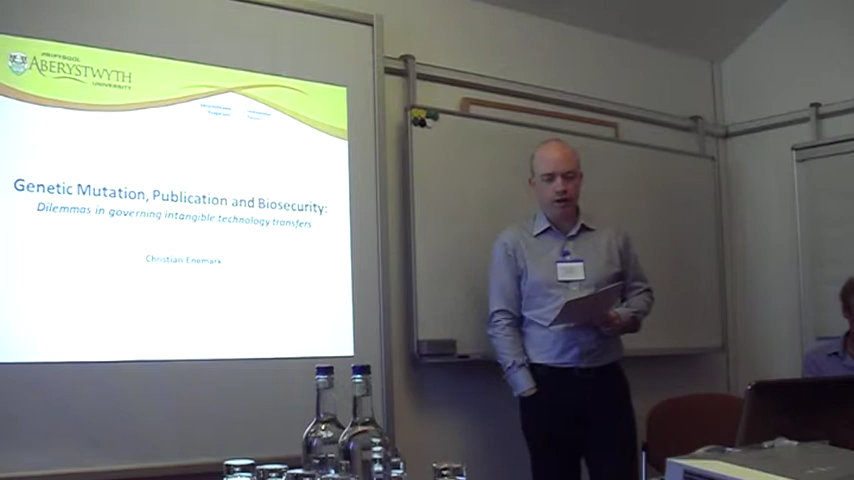 PRIFYSGOL
ABERYSTWYTH
UNIVERSITY
Genetic Mutation, Publication and Biosecurity:
Dilemmas in governing intangible technology transfers
Christian Enemark